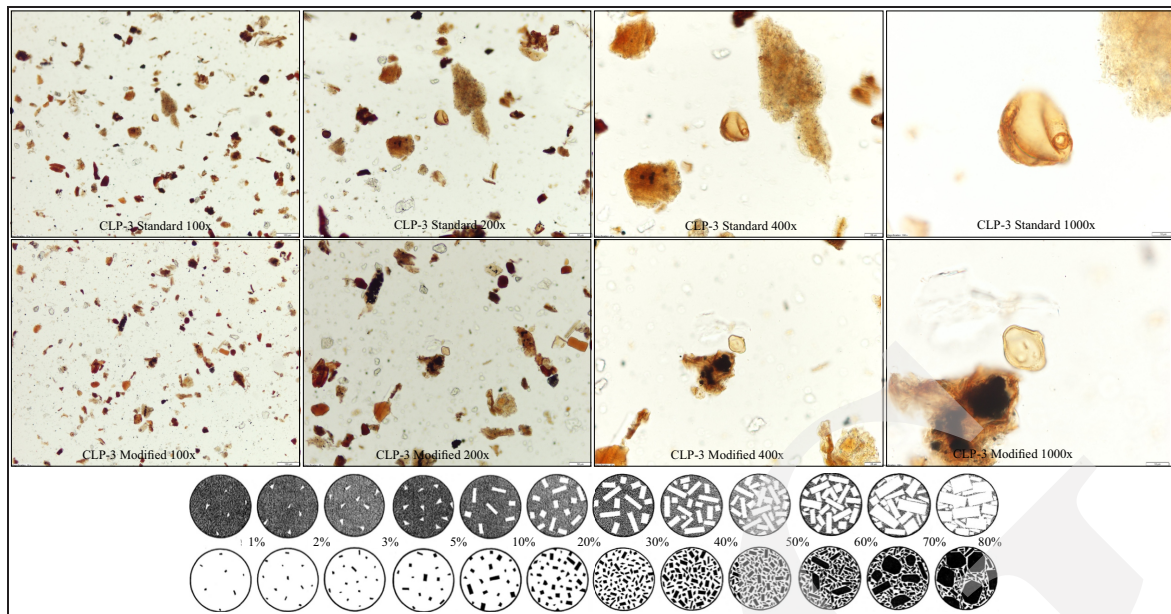 CLP-3 Standard 100x
CLP-3 Standard 200x
CLP-3 Standard 400x
CLP-3 Standard 1000x
CLP-3 Modified 100x
CLP-3 Modified 200x
CLP-3 Modified 400x
CLP-3 Modified 1000x
1% 2% 3% 5% 10% 20% 30% 40% 50% 60% 70% 80%